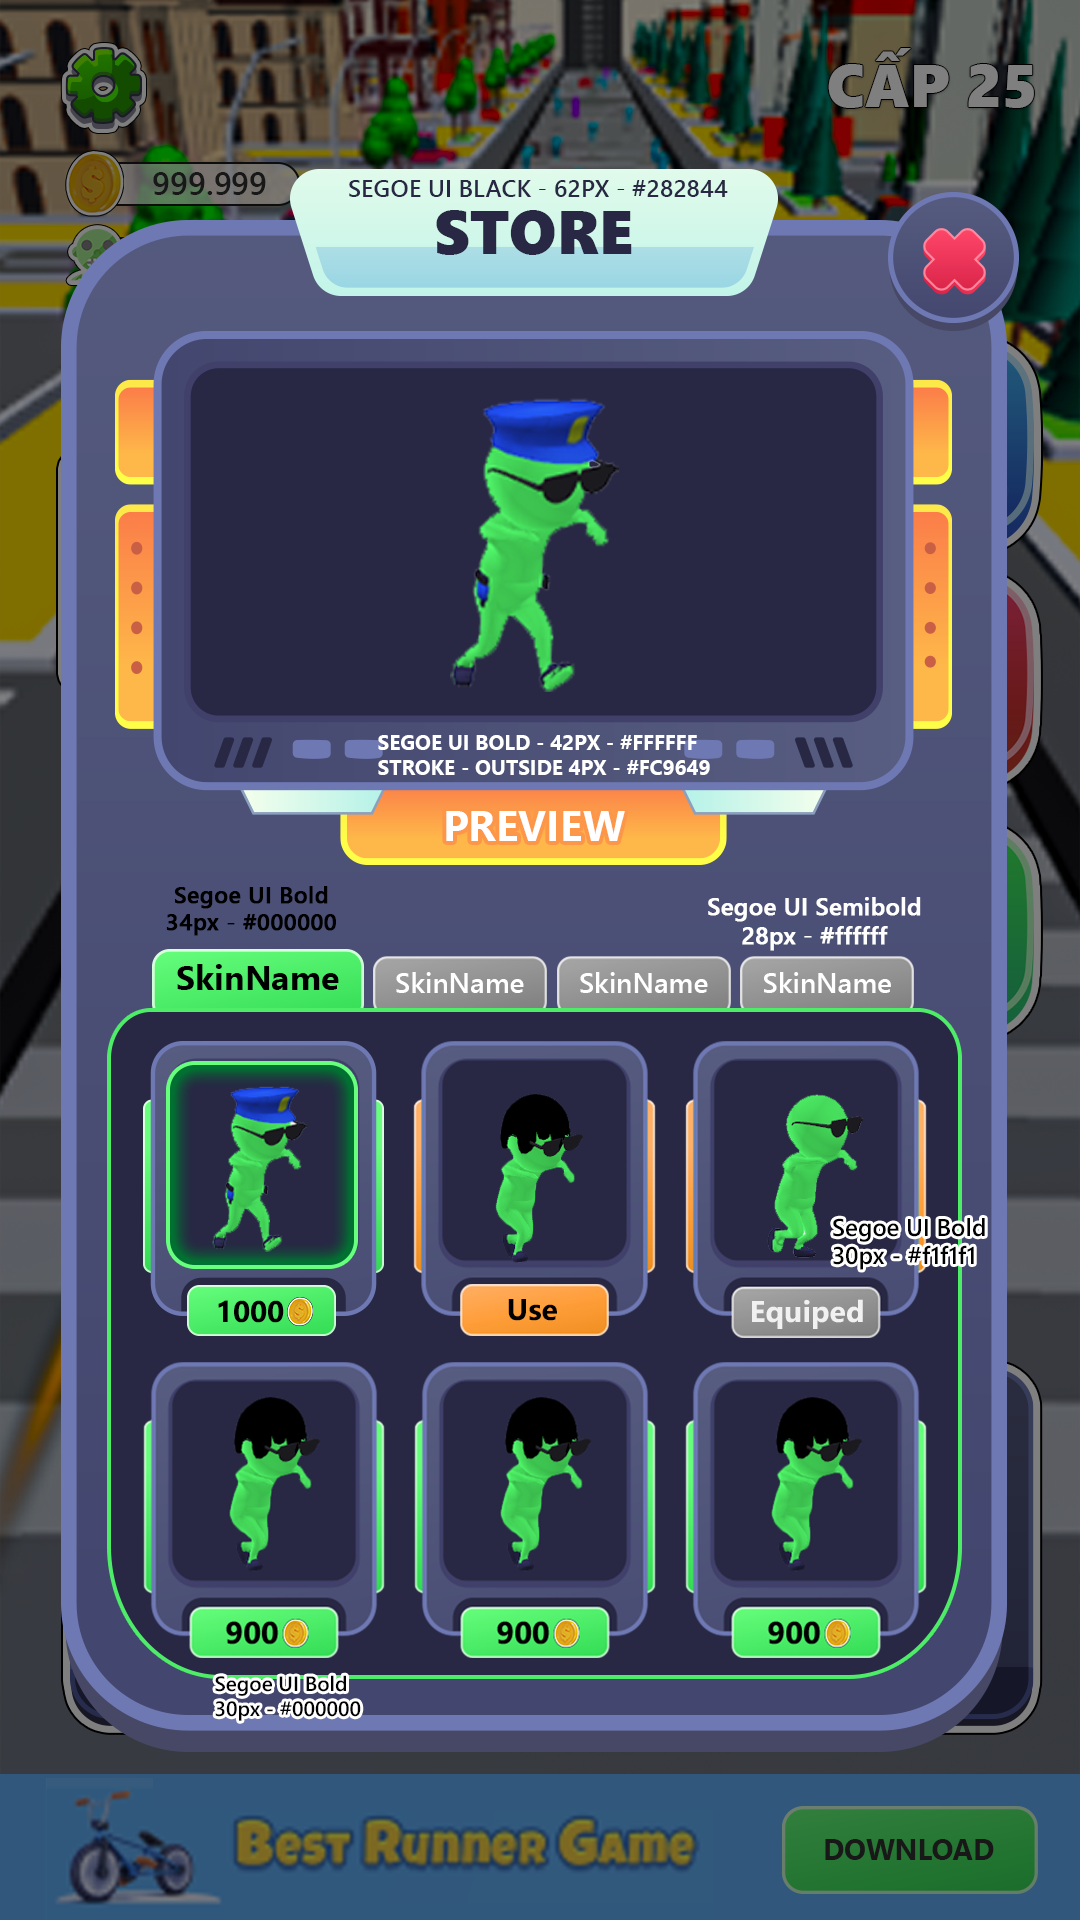 CẤP 25
999.999
SEGOE UI BLACK - 62PX - #282844
STORE
SEGOE UI BOLD - 42PX - #FFFFFF
STROKE - OUTSIDE 4PX - #FC9649
PREVIEW
Segoe UI Bold
34px - #000000
Segoe UI Semibold
28px - #ffffff
SkinName
SkinName
SkinName
SkinName
Segoe UI Bold
30px - #f1f1f1
1000
Use
Equiped
900
900
900
Segoe UI Bold
30px - #000000
BEST RUNNER GAME
DOWNLOAD